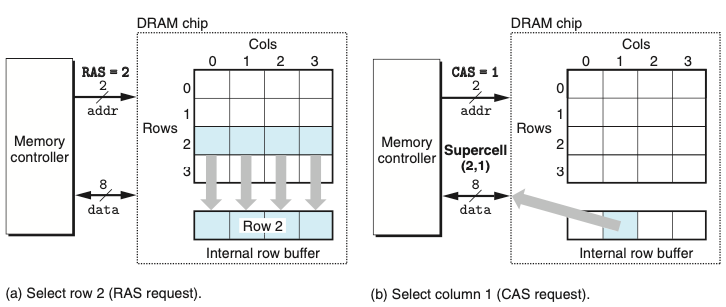 DRAM chip
Cols
0 1 2 3
RAS = 2
2
addr
Rows
0
1
2
3
Memory
controller
8
data
Row 2
Internal row buffer
(a) Select row 2 (RAS request).
DRAM chip
Cols
0 1 2 3
CAS = 1
2
addr
Rows
0
1
2
3
Memory
controller
Supercell
(2,1)
8
data
Internal row buffer
(b) Select column 1 (CAS request).